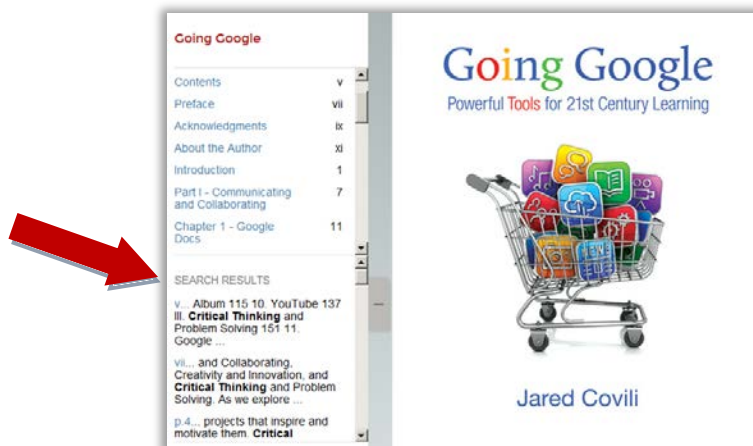 Going Google
Contents v
Preface vii
Acknowledgments ix
About the Author xi
Introduction 1
Part I - Communicating 7
and Collaborating
Chapter 1 - Google 11
Docs
SEARCH RESULTS
v... Album 115 10. YouTube 137
III. Critical Thinking and
Problem Solving 151 11.
Google ...
vii... and Collaborating,
Creativity and Innovation, and
Critical Thinking and Problem
Solving. As we explore ...
p.4... projects that inspire and
motivate them. Critical
Going Google
Powerful Tools for 21st Century Learning
Jared Covili